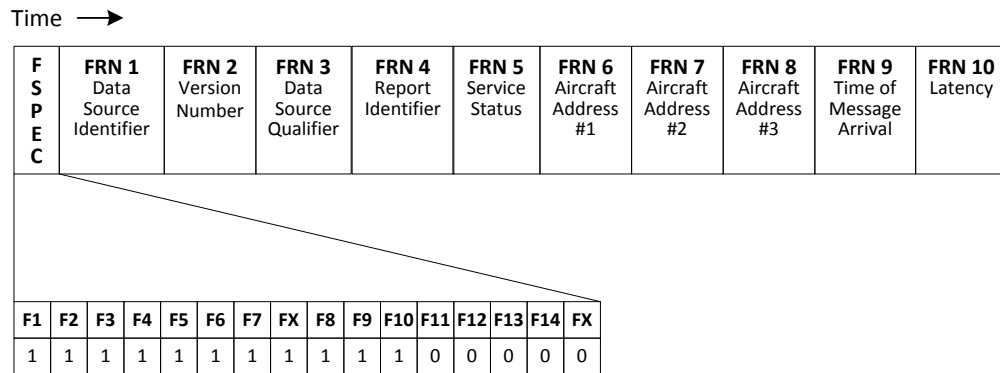 Time
F
S
P
E
C
FRN 1
Data
Source
Identifier
FRN 2
Version
Number
FRN 3
Data
Source
Qualifier
FRN 4
Report
Identifier
FRN 5
Service
Status
FRN 6
Aircraft
Address
#1
FRN 7
Aircraft
Address
#2
FRN 8
Aircraft
Address
#3
FRN 9
Time of
Message
Arrival
FRN 10
Latency
F1 F2 F3 F4 F5 F6 F7 FX F8 F9 F10 F11 F12 F13 F14 FX
1 1 1 1 1 1 1 1 1 1 1 0 0 0 0 0